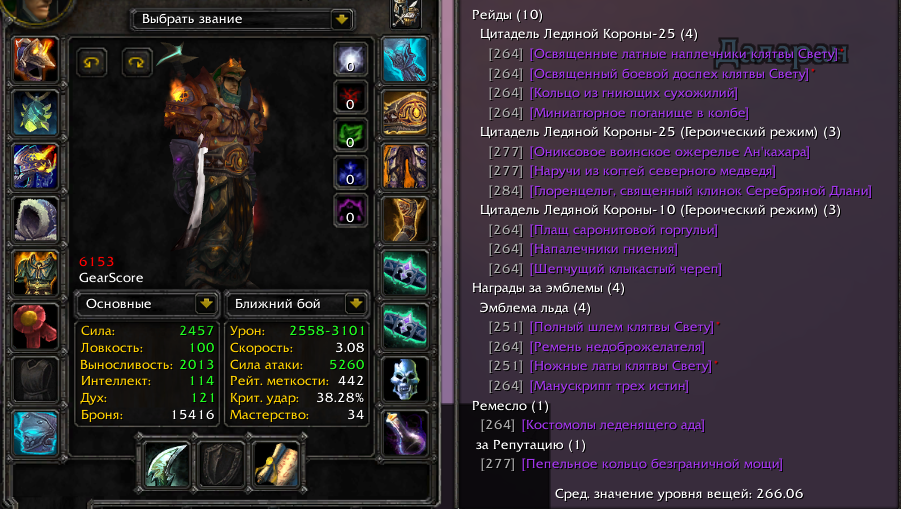 Выбрать звание
0
0
0
0
0
6153
GearScore
Основные
Ближний бой
Сила: 2457
Ловкость: 100
Выносливость: 2013
Интеллект: 114
Дух: 121
Броня: 15416
Урон: 2558-3101
Скорость: 3.08
Сила атаки: 5260
Рейт. меткости: 442
Крит. удар: 38.28%
Мастерство: 34
Даларан
Рейды (10)
Цитадель Ледяной Короны-25 (4)
[264] [Освященные латные наплечники клятвы Свету]*
[264] [Освященный боевой доспех клятвы Свету]*
[264] [Кольцо из гниющих сухожилий]
[264] [Миниатюрное поганище в колбе]
Цитадель Ледяной Короны-25 (Героический режим) (3)
[277] [Ониксовое воинское ожерелье Ан'кахара]
[277] [Наручи из когтей северного медведя]
[284] [Глоренцельг, священный клинок Серебряной Длани]
Цитадель Ледяной Короны-10 (Героический режим) (3)
[264] [Плащ саронитовой горгульи]
[264] [Напалечники гниения]
[264] [Шепчущий клыкастый череп]
Награды за эмблемы (4)
Эмблема льда (4)
[251] [Полный шлем клятвы Свету]*
[264] [Ремень недоброжелателя]
[251] [Ножные латы клятвы Свету]*
[264] [Манускрипт трех истин]
Ремесло (1)
[264] [Костомолы леденящего ада]
за Репутацию (1)
[277] [Пепельное кольцо безграничной мощи]
Сред. значение уровня вещей: 266.06